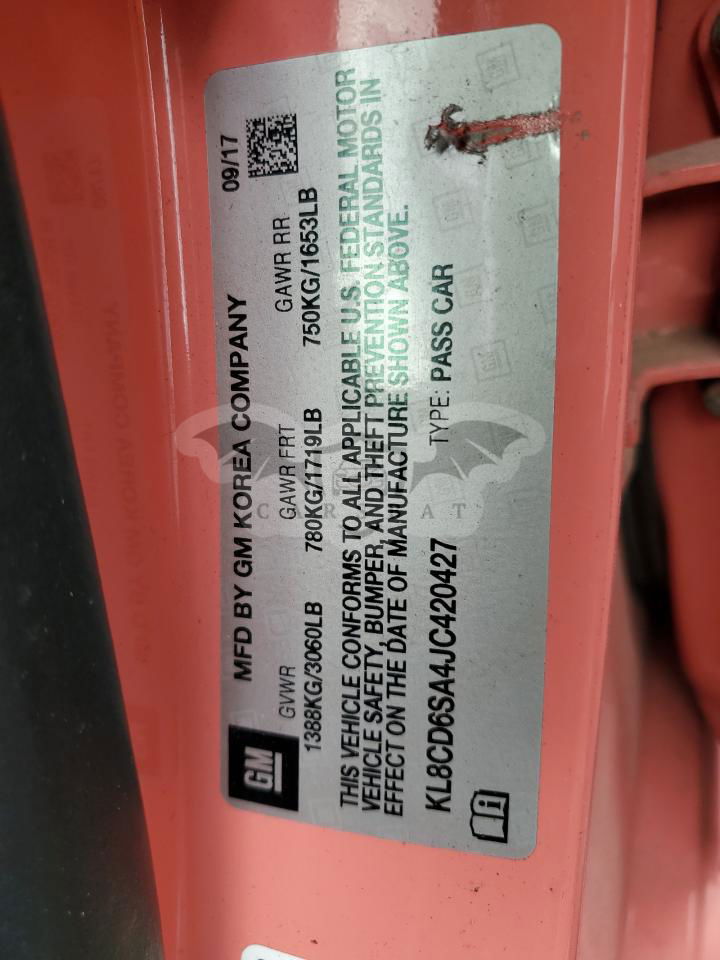 MFD BY GM KOREA COMPANY 09/17
GM
GVWR GAWR FRT GAWR RR
1388KG/3060LB 780KG/1719LB 750KG/1653LB
THIS VEHICLE CONFORMS TO ALL APPLICABLE U.S. FEDERAL MOTOR
VEHICLE SAFETY, BUMPER, AND THEFT PREVENTION STANDARDS IN
EFFECT ON THE DATE OF MANUFACTURE SHOWN ABOVE.
KL8CD6SA4JC420427 TYPE: PASS CAR